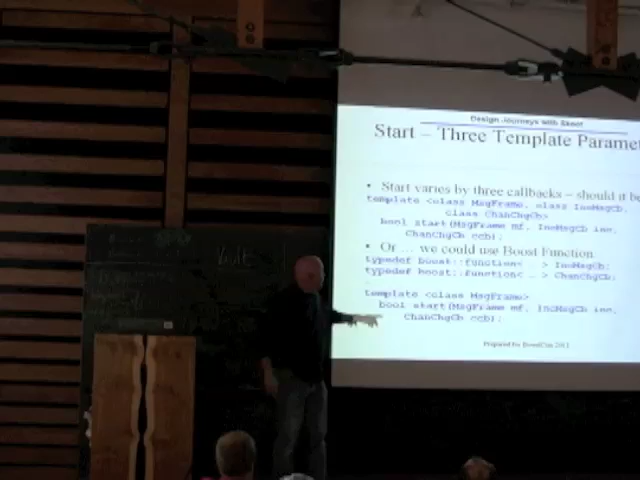 Design Journeys with Skoot
Start – Three Template Paramet
• Start varies by three callbacks – should it be
template <class MsgFrame, class IncMsgCb,
class ChanChgCb>
bool start(MsgFrame mf, IncMsgCb inc,
ChanChgCb ccb);
• Or … we could use Boost Function
typedef boost::function< … > IncMsgCb;
typedef boost::function< … > ChanChgCb;
template <class MsgFrame>
bool start(MsgFrame mf, IncMsgCb inc,
ChanChgCb ccb);
Prepared for BoostCon 2011
Vault